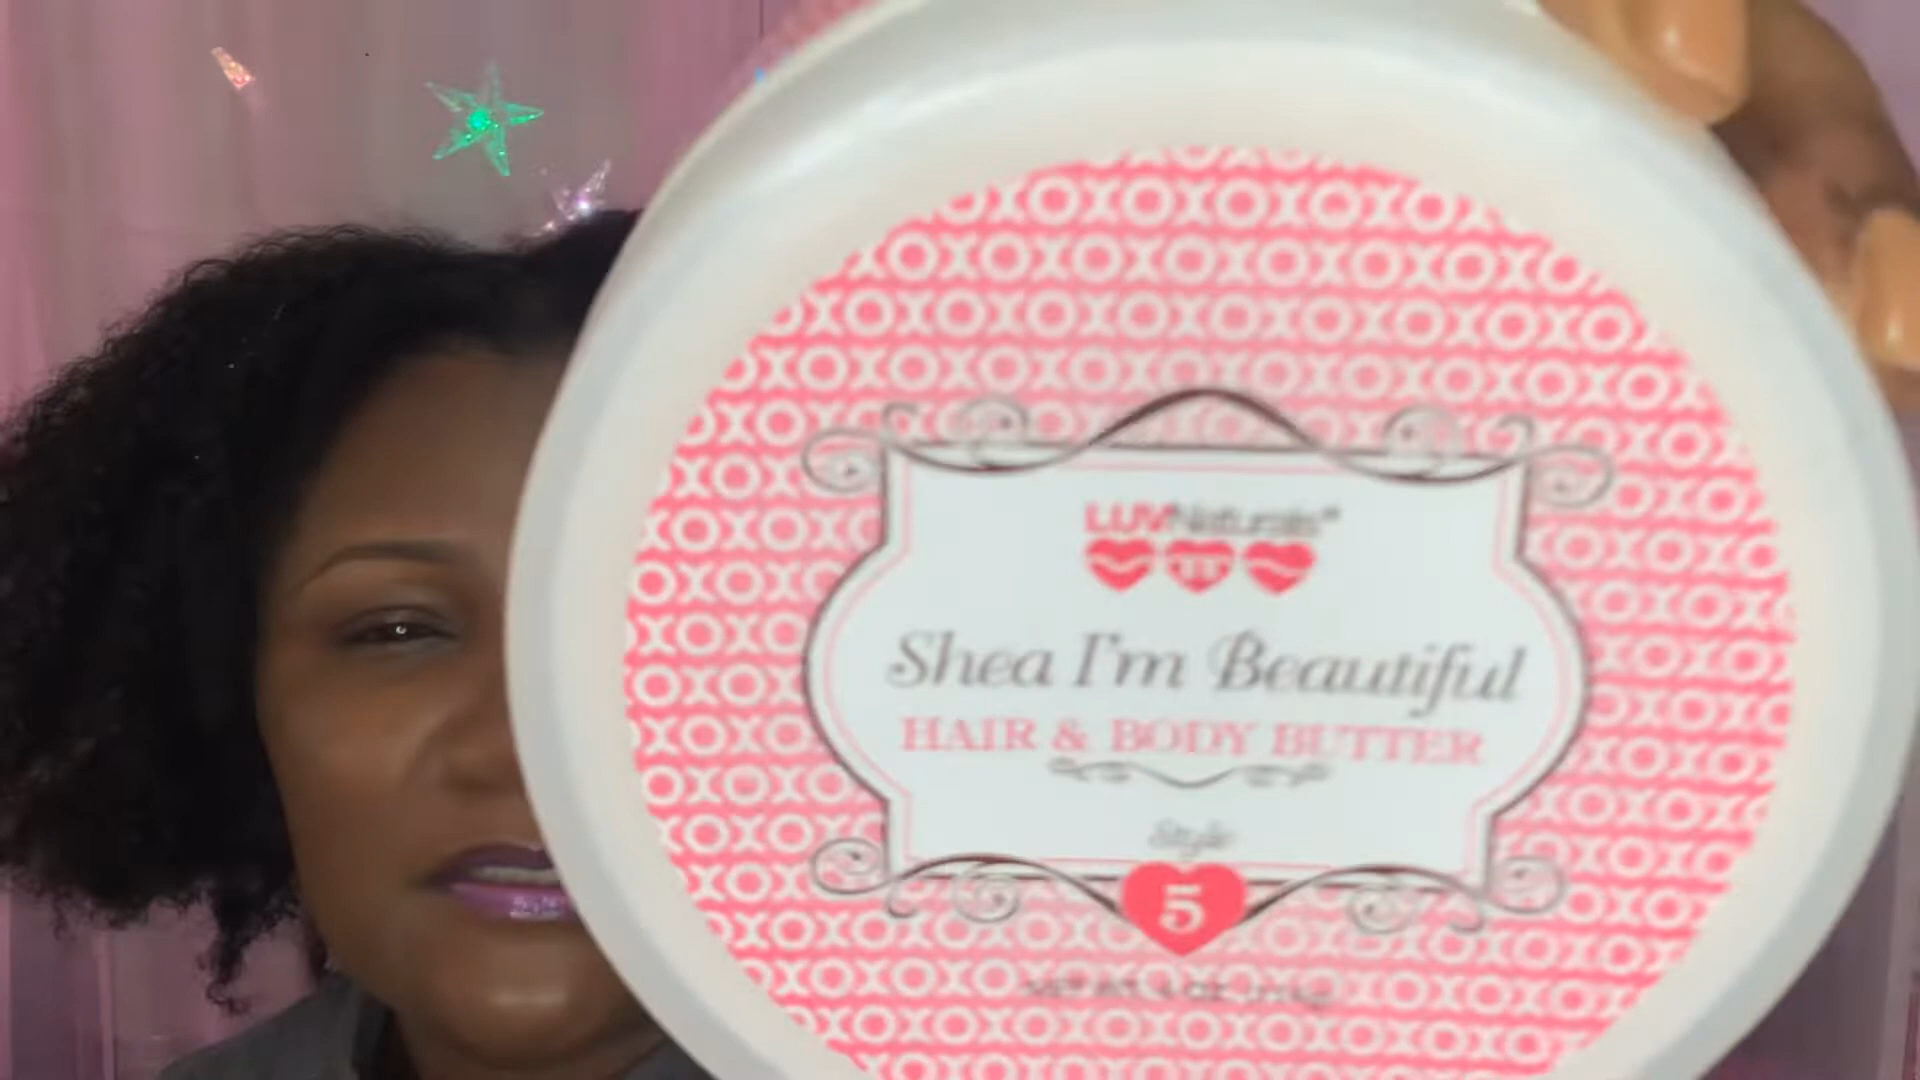 LUVNaturals
Shea I'm Beautiful
HAIR & BODY BUTTER
Style
5